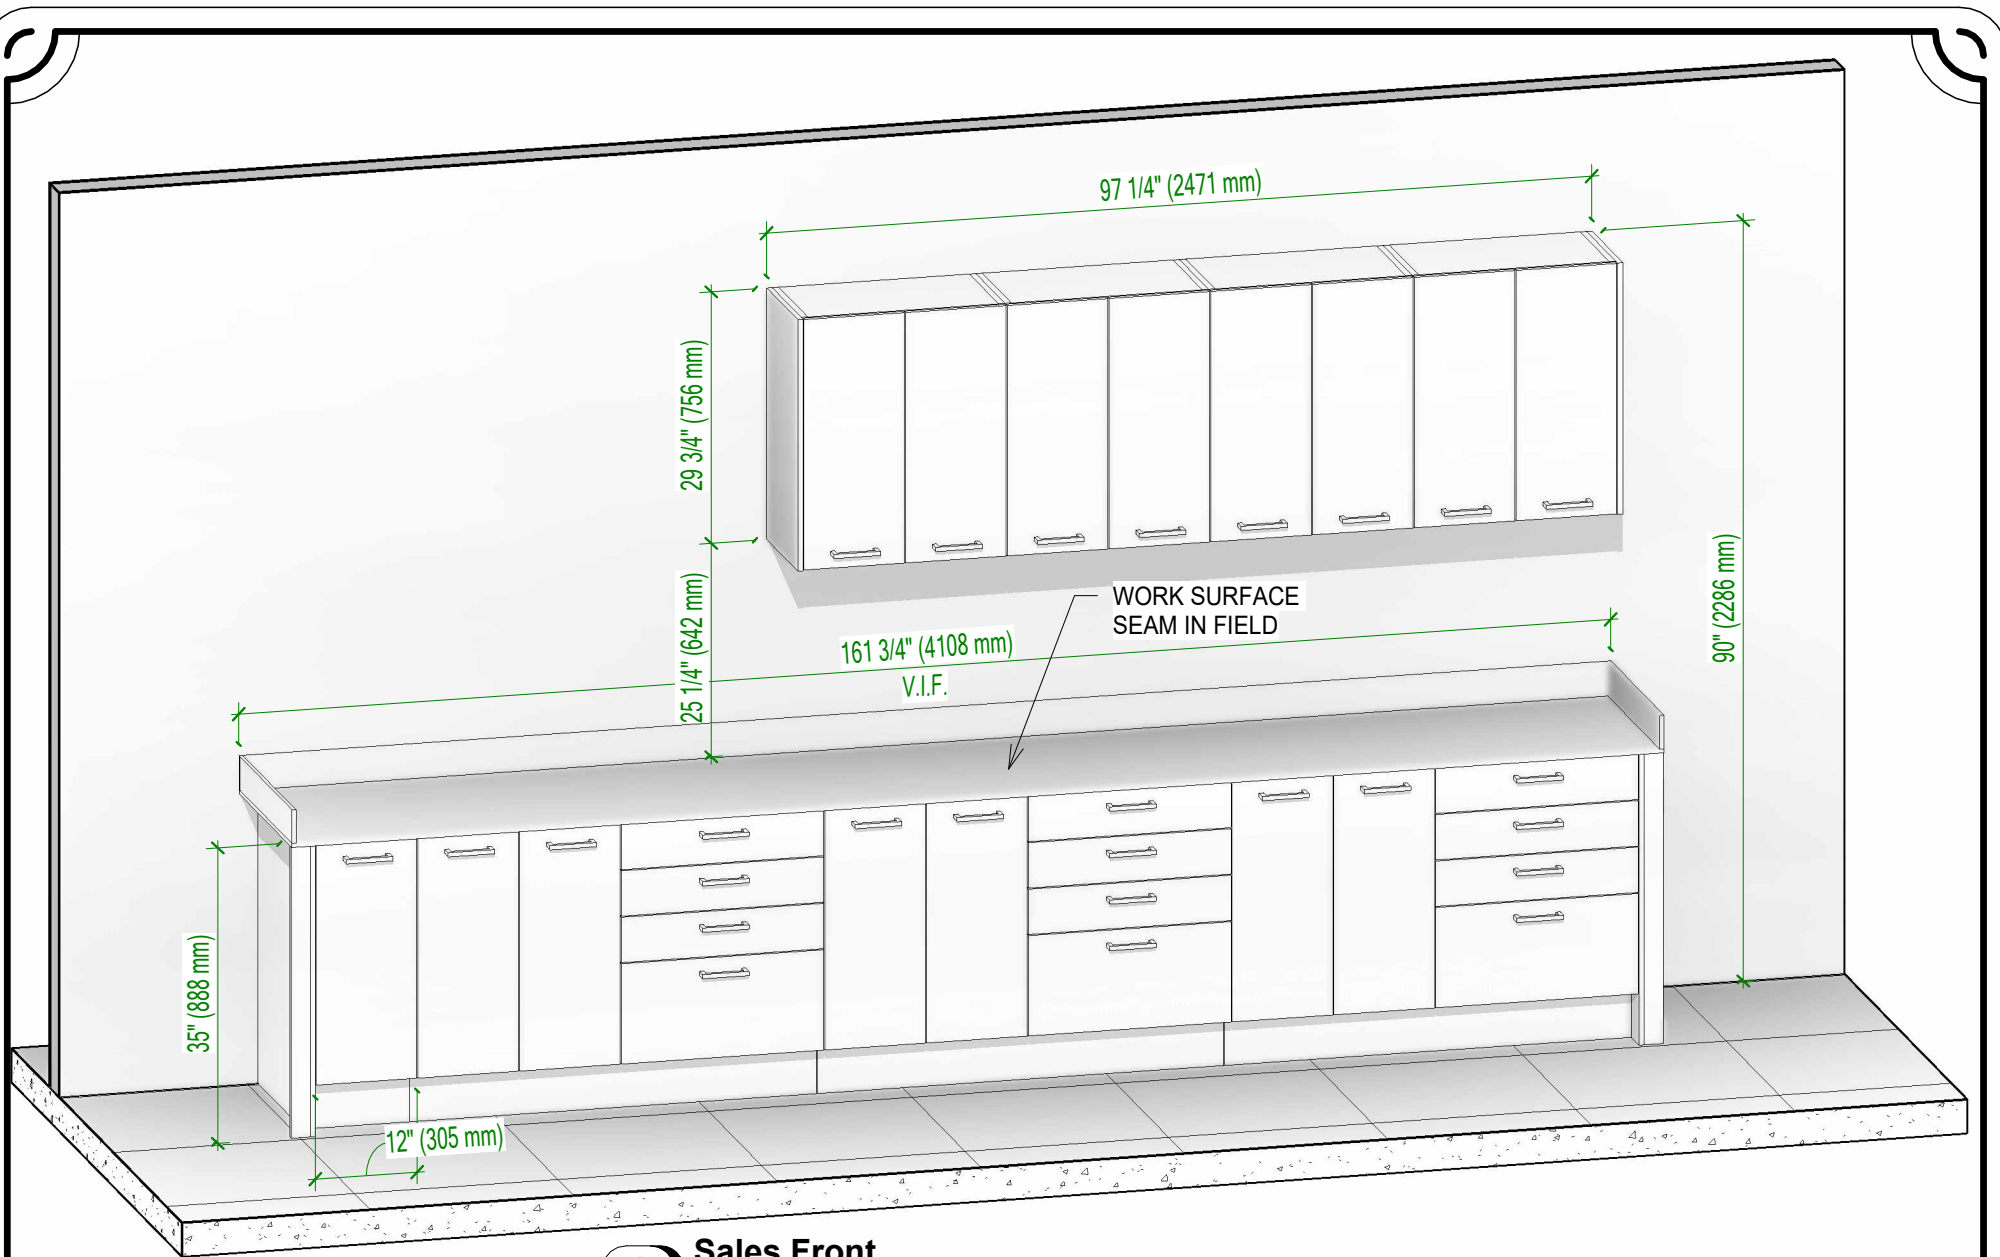 97 1/4" (2471 mm)
29 3/4" (756 mm)
25 1/4" (642 mm)
90" (2286 mm)
WORK SURFACE
SEAM IN FIELD
161 3/4" (4108 mm)
V.I.F.
35" (888 mm)
12" (305 mm)
Sales Front